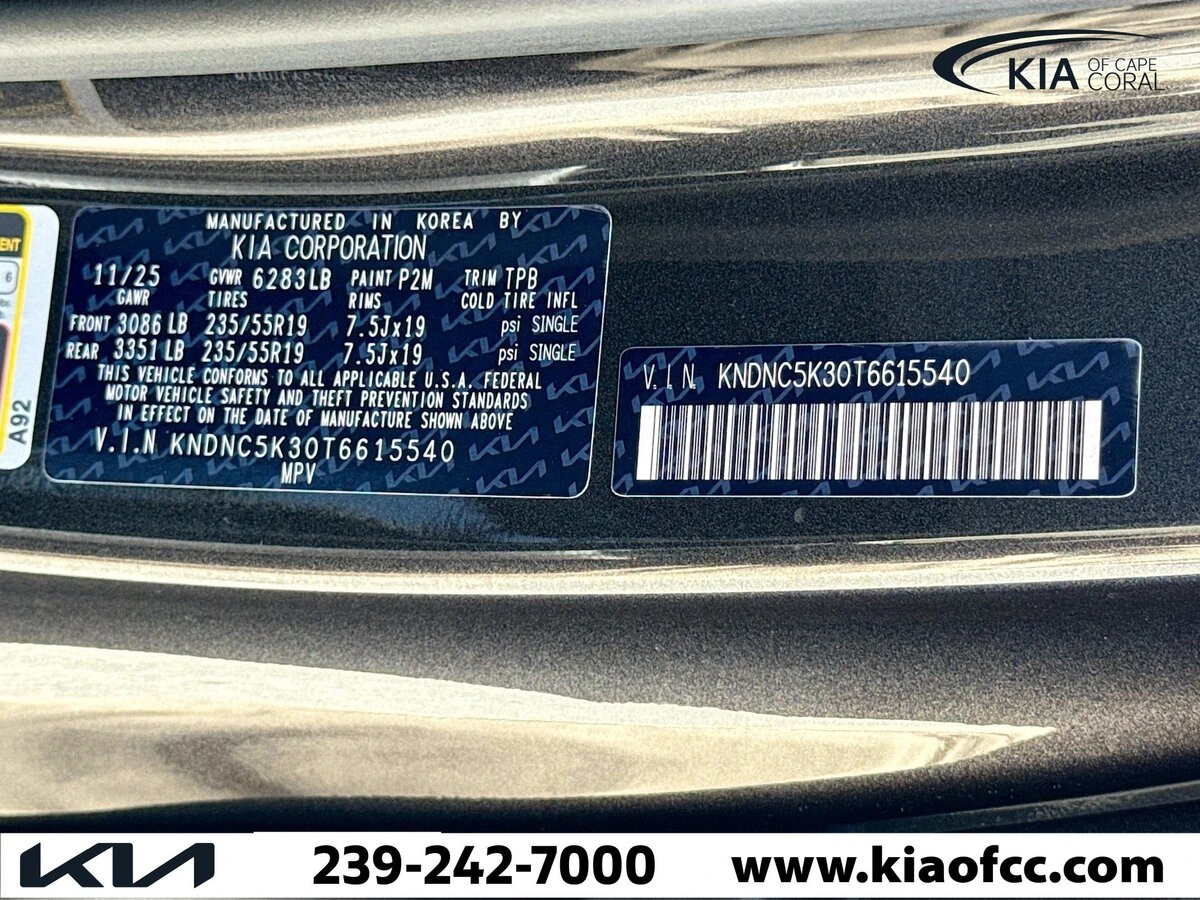 KIA OF CAPE
CORAL
MANUFACTURED IN KOREA BY
KIA CORPORATION
11/25 GVWR 6283LB PAINT P2M TRIM TPB
GAWR TIRES RIMS COLD TIRE INFL
FRONT 3086 LB 235/55R19 7.5Jx19 psi SINGLE
REAR 3351 LB 235/55R19 7.5Jx19 psi SINGLE
THIS VEHICLE CONFORMS TO ALL APPLICABLE U.S.A. FEDERAL
MOTOR VEHICLE SAFETY AND THEFT PREVENTION STANDARDS
IN EFFECT ON THE DATE OF MANUFACTURE SHOWN ABOVE
V.I.N KNDNC5K30T6615540
MPV
V.I.N. KNDNC5K30T6615540
ENT
6
A92
KIA 239-242-7000 www.kiaofcc.com